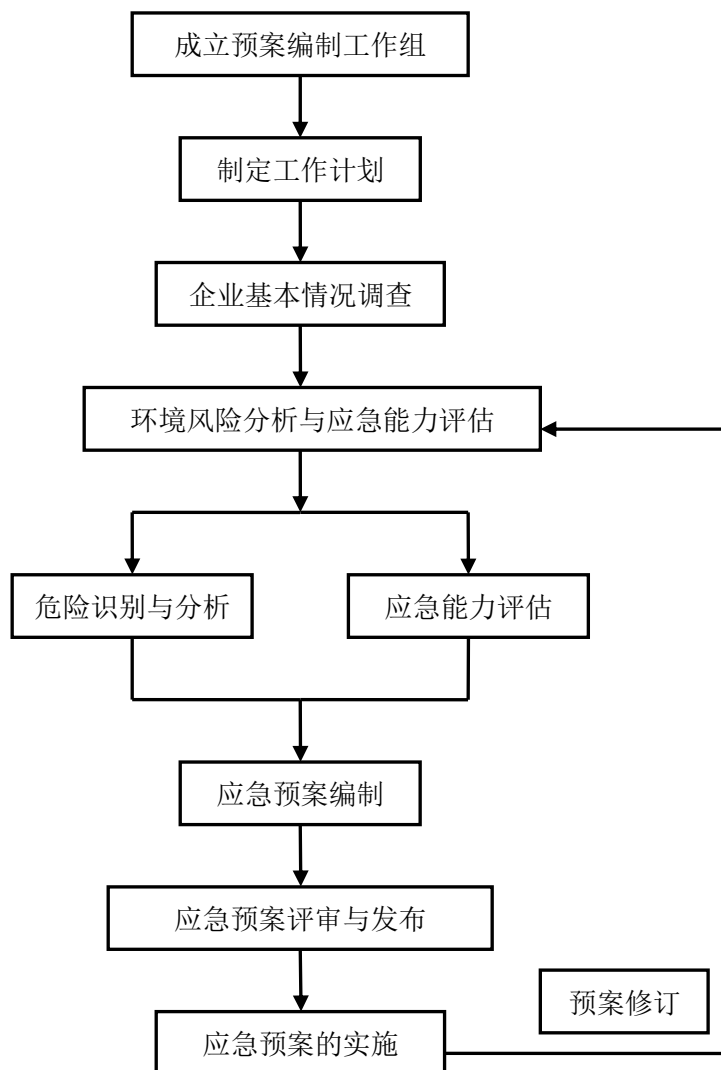 成立预案编制工作组
制定工作计划
企业基本情况调查
环境风险分析与应急能力评估
危险识别与分析
应急能力评估
应急预案编制
应急预案评审与发布
预案修订
应急预案的实施